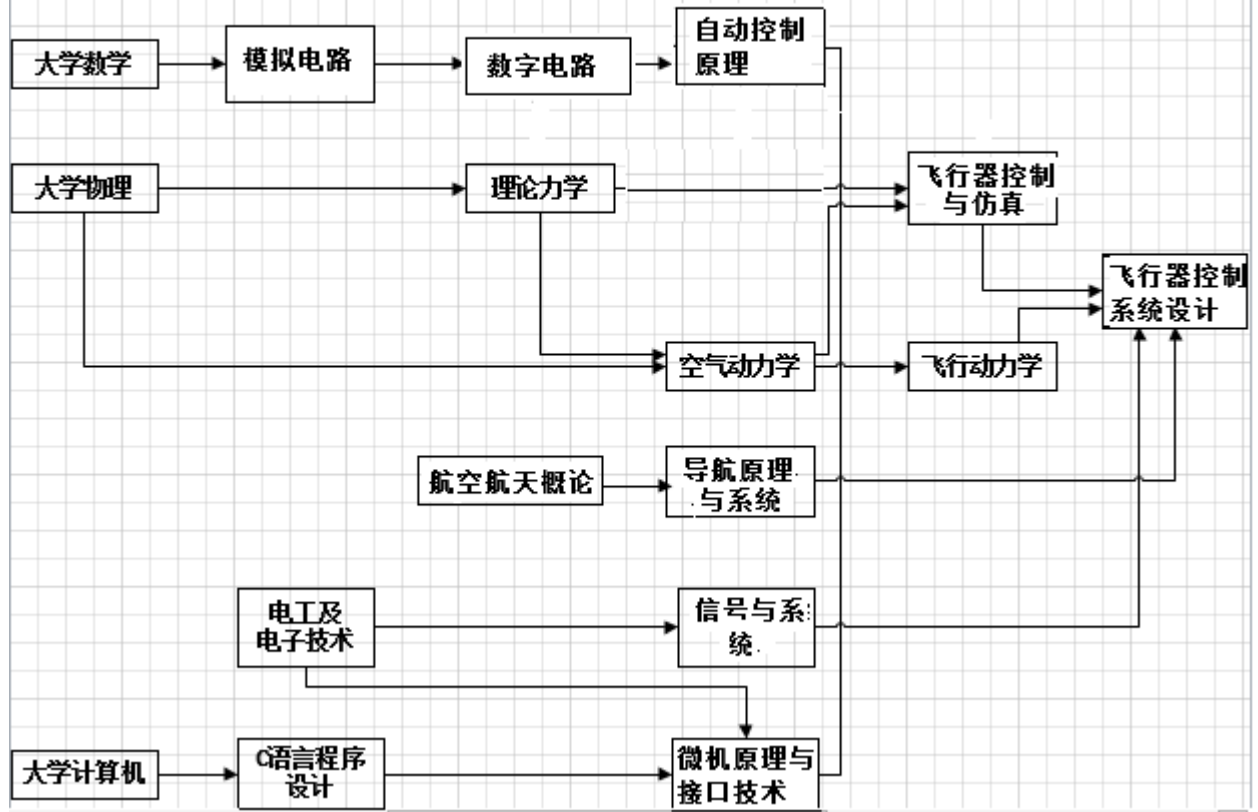 大学数学
模拟电路
数字电路
自动控制
原理
大学物理
理论力学
飞行器控制
与仿真
飞行器控制
系统设计
空气动力学
飞行动力学
航空航天概论
导航原理
与系统
电工及
电子技术
信号与系
统
大学计算机
C语言程序
设计
微机原理与
接口技术